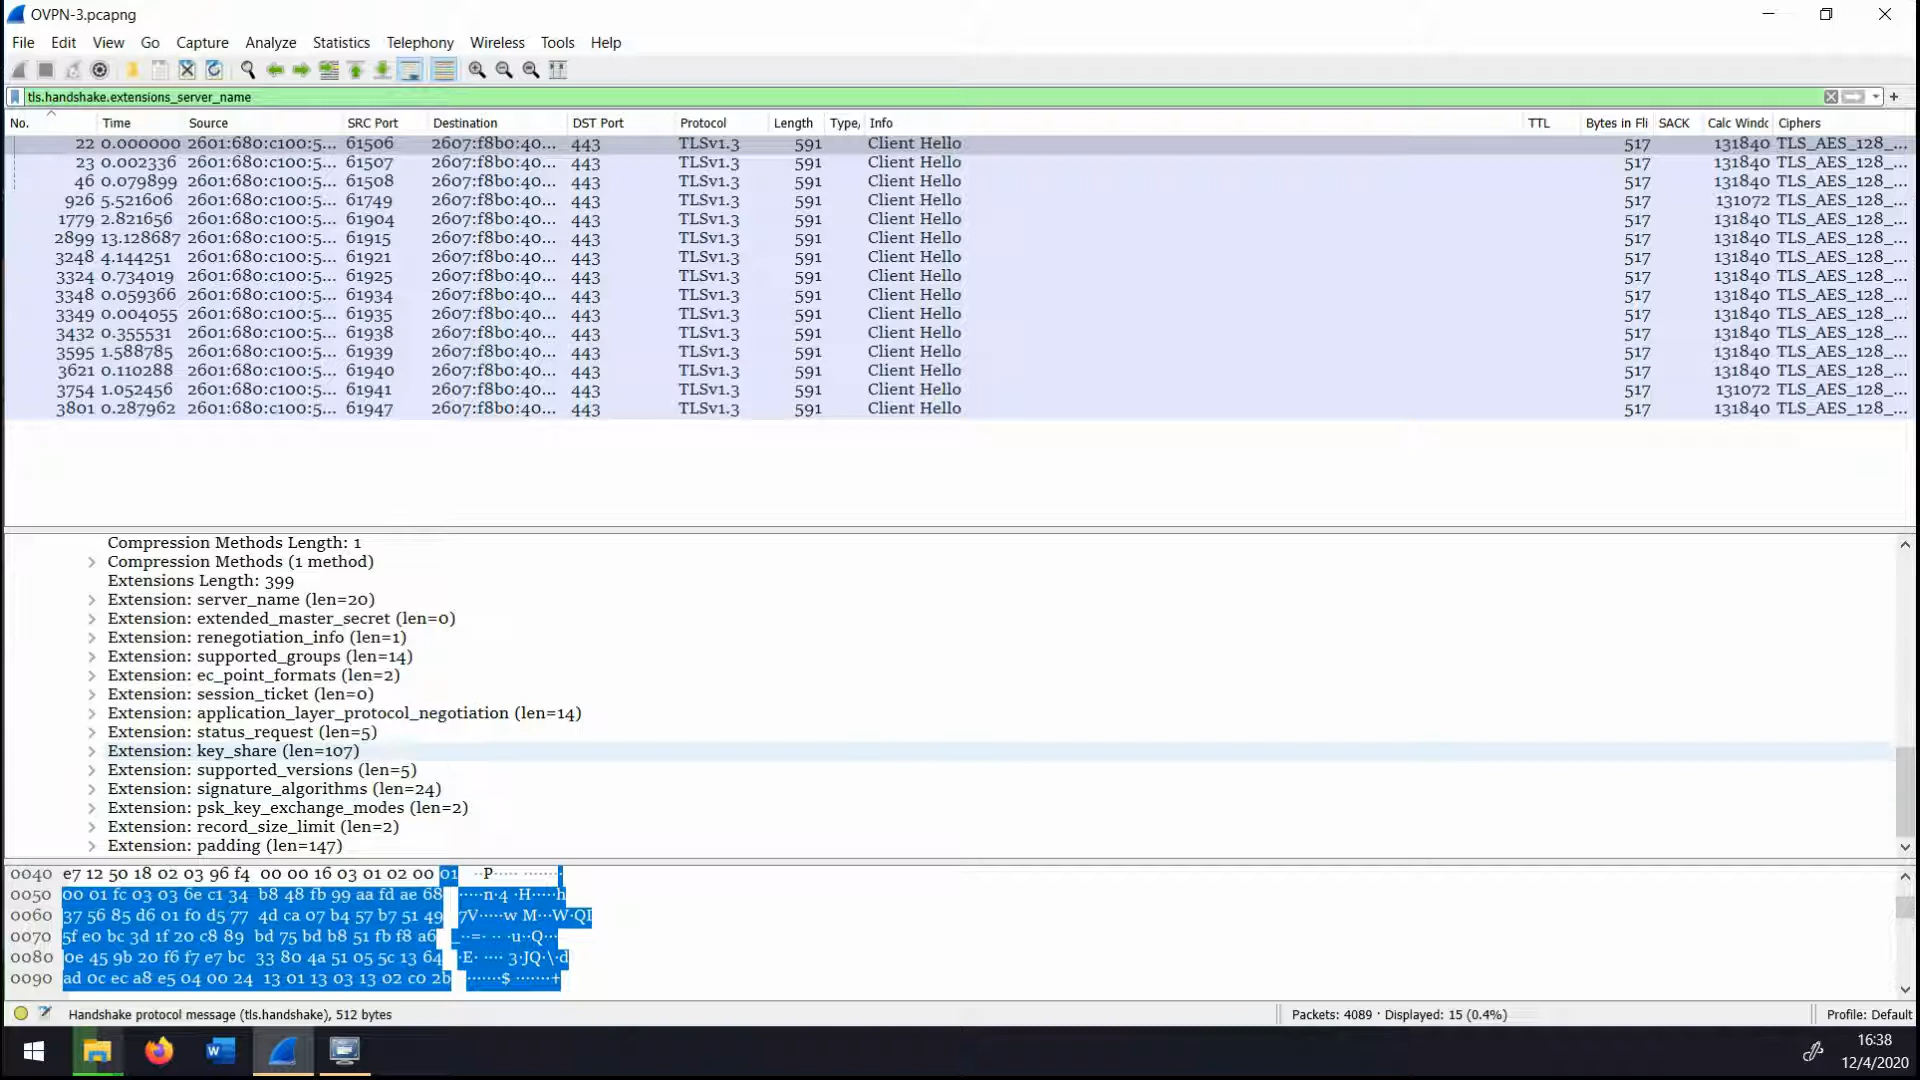 OVPN-3.pcapng
File Edit View Go Capture Analyze Statistics Telephony Wireless Tools Help
tls.handshake.extensions_server_name
No. Time Source SRC Port Destination DST Port Protocol Length Type, Info TTL Bytes in Fli SACK Calc Windo Ciphers
22 0.000000 2601:680:c100:5... 61506 2607:f8b0:40... 443 TLSv1.3 591 Client Hello 517 131840 TLS_AES_128_...
23 0.002336 2601:680:c100:5... 61507 2607:f8b0:40... 443 TLSv1.3 591 Client Hello 517 131840 TLS_AES_128_...
46 0.079899 2601:680:c100:5... 61508 2607:f8b0:40... 443 TLSv1.3 591 Client Hello 517 131840 TLS_AES_128_...
926 5.521606 2601:680:c100:5... 61749 2607:f8b0:40... 443 TLSv1.3 591 Client Hello 517 131072 TLS_AES_128_...
1779 2.821656 2601:680:c100:5... 61904 2607:f8b0:40... 443 TLSv1.3 591 Client Hello 517 131840 TLS_AES_128_...
2899 13.128687 2601:680:c100:5... 61915 2607:f8b0:40... 443 TLSv1.3 591 Client Hello 517 131840 TLS_AES_128_...
3248 4.144251 2601:680:c100:5... 61921 2607:f8b0:40... 443 TLSv1.3 591 Client Hello 517 131840 TLS_AES_128_...
3324 0.734019 2601:680:c100:5... 61925 2607:f8b0:40... 443 TLSv1.3 591 Client Hello 517 131840 TLS_AES_128_...
3348 0.059366 2601:680:c100:5... 61934 2607:f8b0:40... 443 TLSv1.3 591 Client Hello 517 131840 TLS_AES_128_...
3349 0.004055 2601:680:c100:5... 61935 2607:f8b0:40... 443 TLSv1.3 591 Client Hello 517 131840 TLS_AES_128_...
3432 0.355531 2601:680:c100:5... 61938 2607:f8b0:40... 443 TLSv1.3 591 Client Hello 517 131840 TLS_AES_128_...
3595 1.588785 2601:680:c100:5... 61939 2607:f8b0:40... 443 TLSv1.3 591 Client Hello 517 131840 TLS_AES_128_...
3621 0.110288 2601:680:c100:5... 61940 2607:f8b0:40... 443 TLSv1.3 591 Client Hello 517 131840 TLS_AES_128_...
3754 1.052456 2601:680:c100:5... 61941 2607:f8b0:40... 443 TLSv1.3 591 Client Hello 517 131072 TLS_AES_128_...
3801 0.287962 2601:680:c100:5... 61947 2607:f8b0:40... 443 TLSv1.3 591 Client Hello 517 131840 TLS_AES_128_...
Compression Methods Length: 1
Compression Methods (1 method)
Extensions Length: 399
Extension: server_name (len=20)
Extension: extended_master_secret (len=0)
Extension: renegotiation_info (len=1)
Extension: supported_groups (len=14)
Extension: ec_point_formats (len=2)
Extension: session_ticket (len=0)
Extension: application_layer_protocol_negotiation (len=14)
Extension: status_request (len=5)
Extension: key_share (len=107)
Extension: supported_versions (len=5)
Extension: signature_algorithms (len=24)
Extension: psk_key_exchange_modes (len=2)
Extension: record_size_limit (len=2)
Extension: padding (len=147)
0040 e7 12 50 18 02 03 96 f4 00 00 16 03 01 02 00 01 ··P····· ········
0050 00 01 fc 03 03 6e c1 34 b8 48 fb 99 aa fd ae 68 ·····n·4 ·H·····h
0060 37 56 85 d6 01 f0 d5 77 4d ca 07 b4 57 b7 51 49 7V·····w M···W·QI
0070 5f e0 bc 3d 1f 20 c8 89 bd 75 bd b8 51 fb f8 a6 _··=· ·· ·u··Q···
0080 0e 45 9b 20 f6 f7 e7 bc 33 80 4a 51 05 5c 13 64 ·E· ···· 3·JQ·\·d
0090 ad 0c ec a8 e5 04 00 24 13 01 13 03 13 02 c0 2b ·······$ ·······+
Handshake protocol message (tls.handshake), 512 bytes Packets: 4089 · Displayed: 15 (0.4%) Profile: Default
16:38
12/4/2020